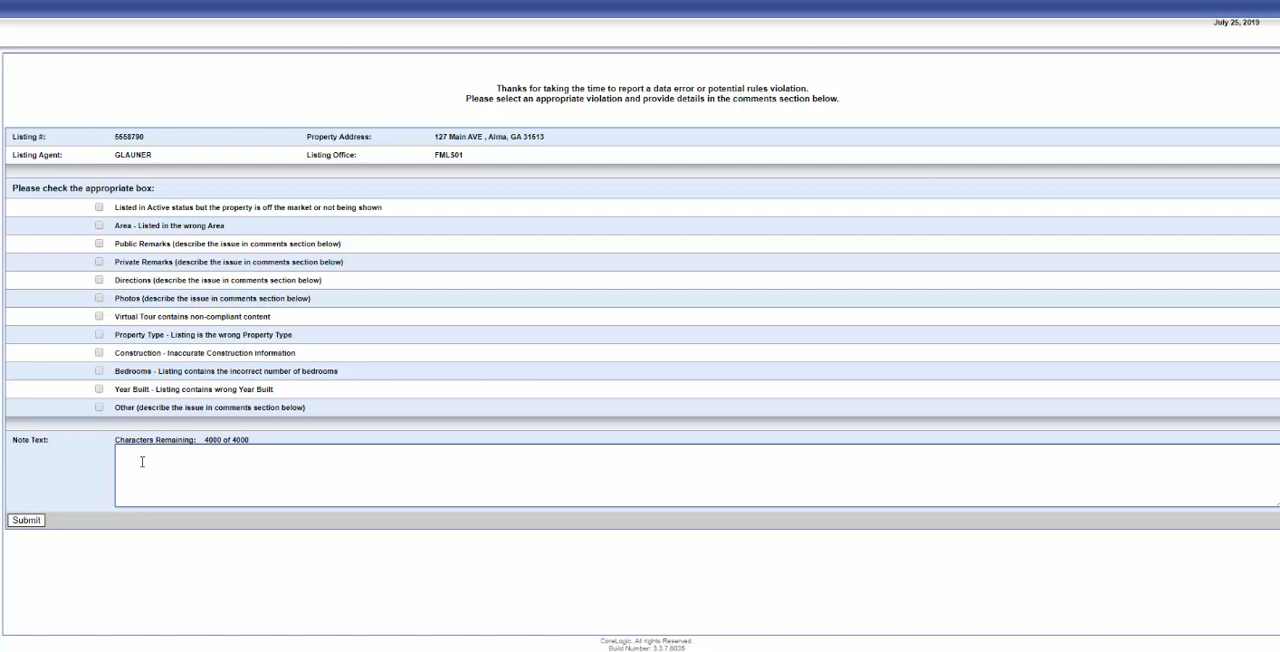 July 25, 2019
Thanks for taking the time to report a data error or potential rules violation.
Please select an appropriate violation and provide details in the comments section below.
Listing #: 5558790 Property Address: 127 Main AVE , Alma, GA 31513
Listing Agent: GLAUNER Listing Office: FMLS01
Please check the appropriate box:
Listed in Active status but the property is off the market or not being shown
Area - Listed in the wrong Area
Public Remarks (describe the issue in comments section below)
Private Remarks (describe the issue in comments section below)
Directions (describe the issue in comments section below)
Photos (describe the issue in comments section below)
Virtual Tour contains non-compliant content
Property Type - Listing is the wrong Property Type
Construction - Inaccurate Construction information
Bedrooms - Listing contains the incorrect number of bedrooms
Year Built - Listing contains wrong Year Built
Other (describe the issue in comments section below)
Note Text: Characters Remaining: 4000 of 4000
Submit
CoreLogic. All rights Reserved.
Build Number: 3.3.7.6035